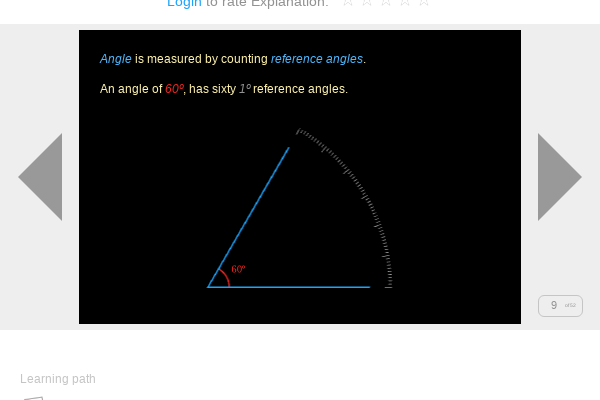 Login to rate Explanation.
Angle is measured by counting reference angles.
An angle of 60º, has sixty 1º reference angles.
60º
9
Learning path